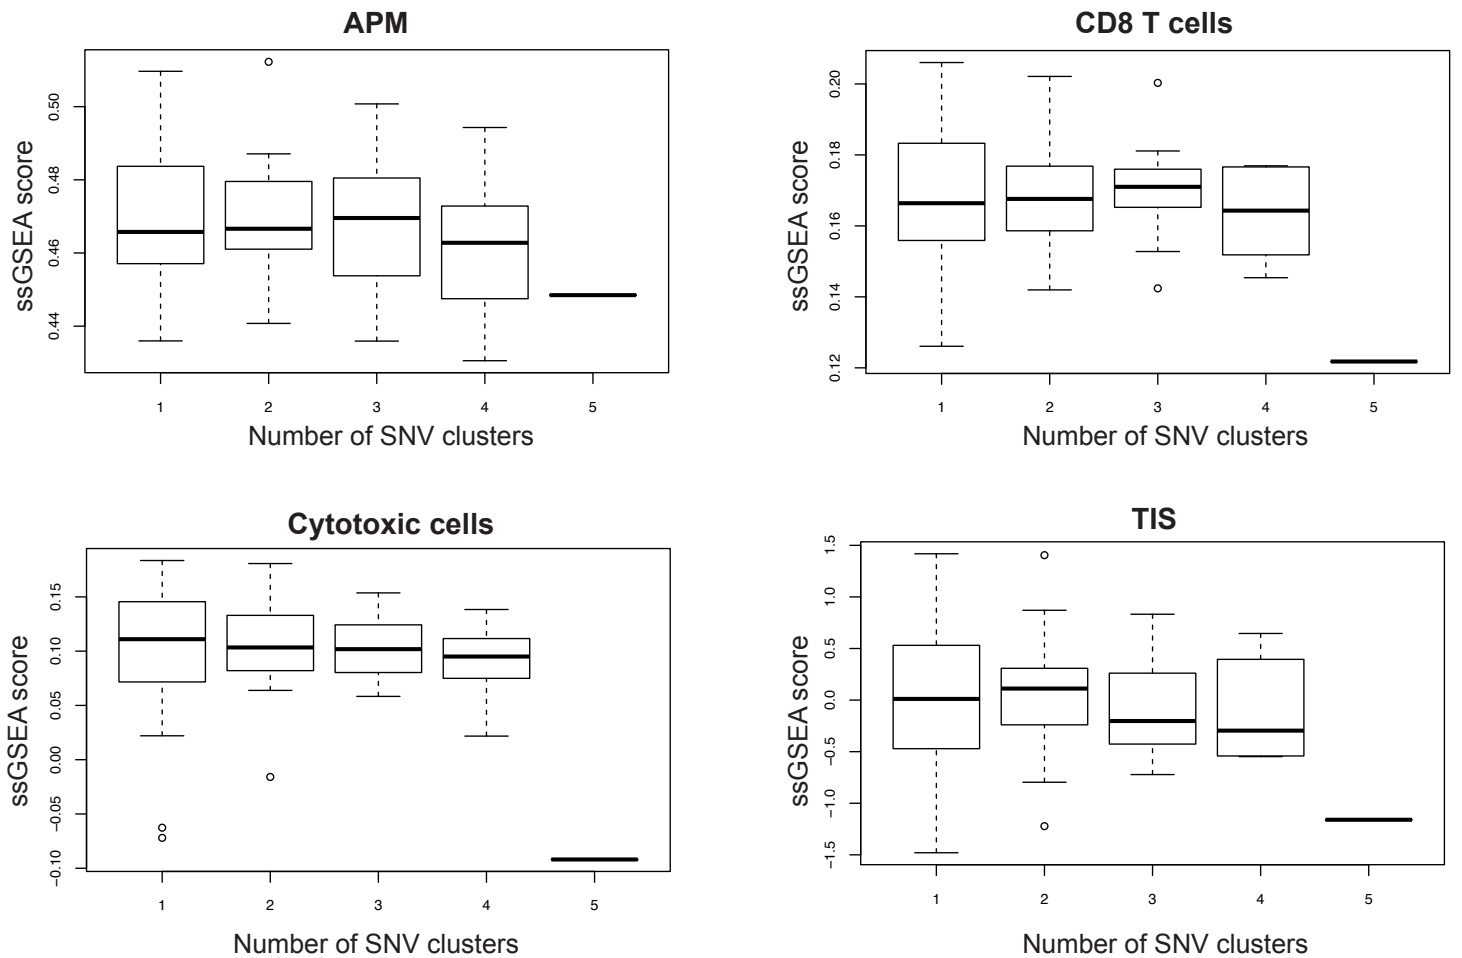 APM
ssGSEA score
0.50
0.48
0.46
0.44
1 2 3 4 5
Number of SNV clusters
CD8 T cells
ssGSEA score
0.20
0.18
0.16
0.14
0.12
1 2 3 4 5
Number of SNV clusters
Cytotoxic cells
ssGSEA score
0.15
0.10
0.05
0.00
−0.05
−0.10
1 2 3 4 5
Number of SNV clusters
TIS
ssGSEA score
1.5
1.0
0.5
0.0
−0.5
−1.0
−1.5
1 2 3 4 5
Number of SNV clusters